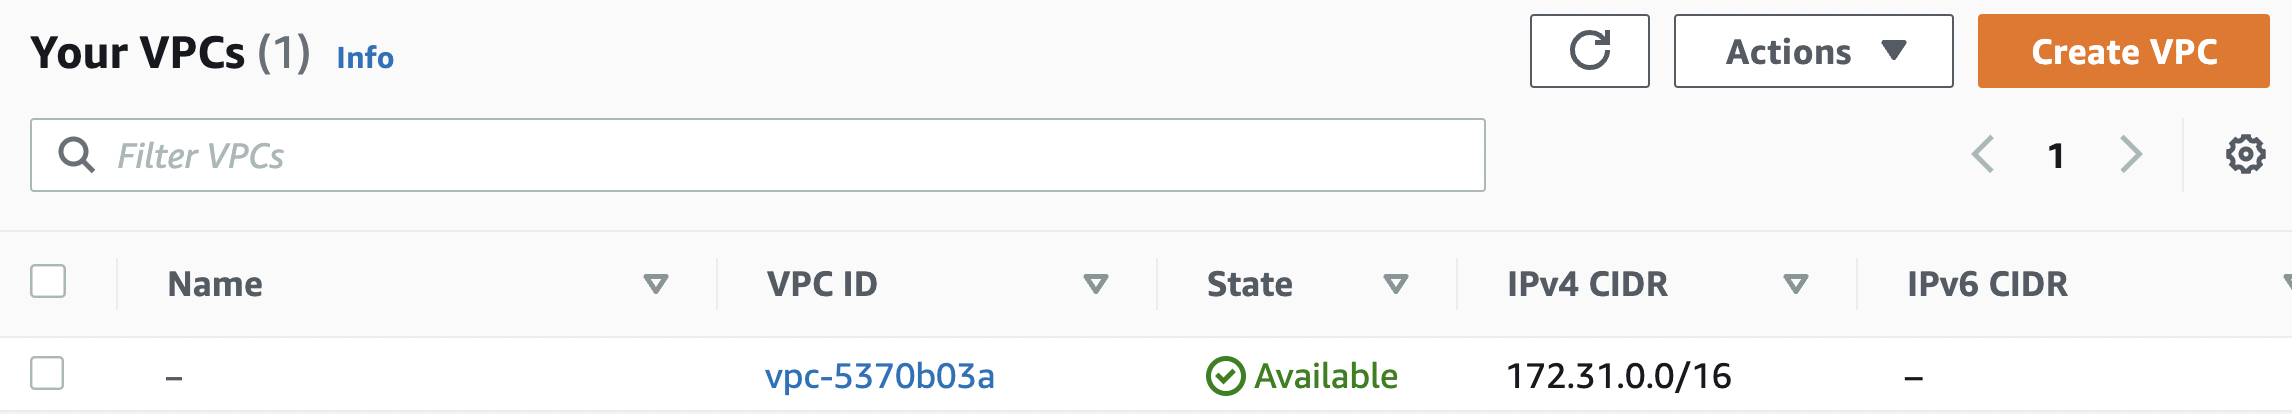 Your VPCs (1) Info Actions Create VPC
Filter VPCs 1
Name VPC ID State IPv4 CIDR IPv6 CIDR
– vpc-5370b03a Available 172.31.0.0/16 –